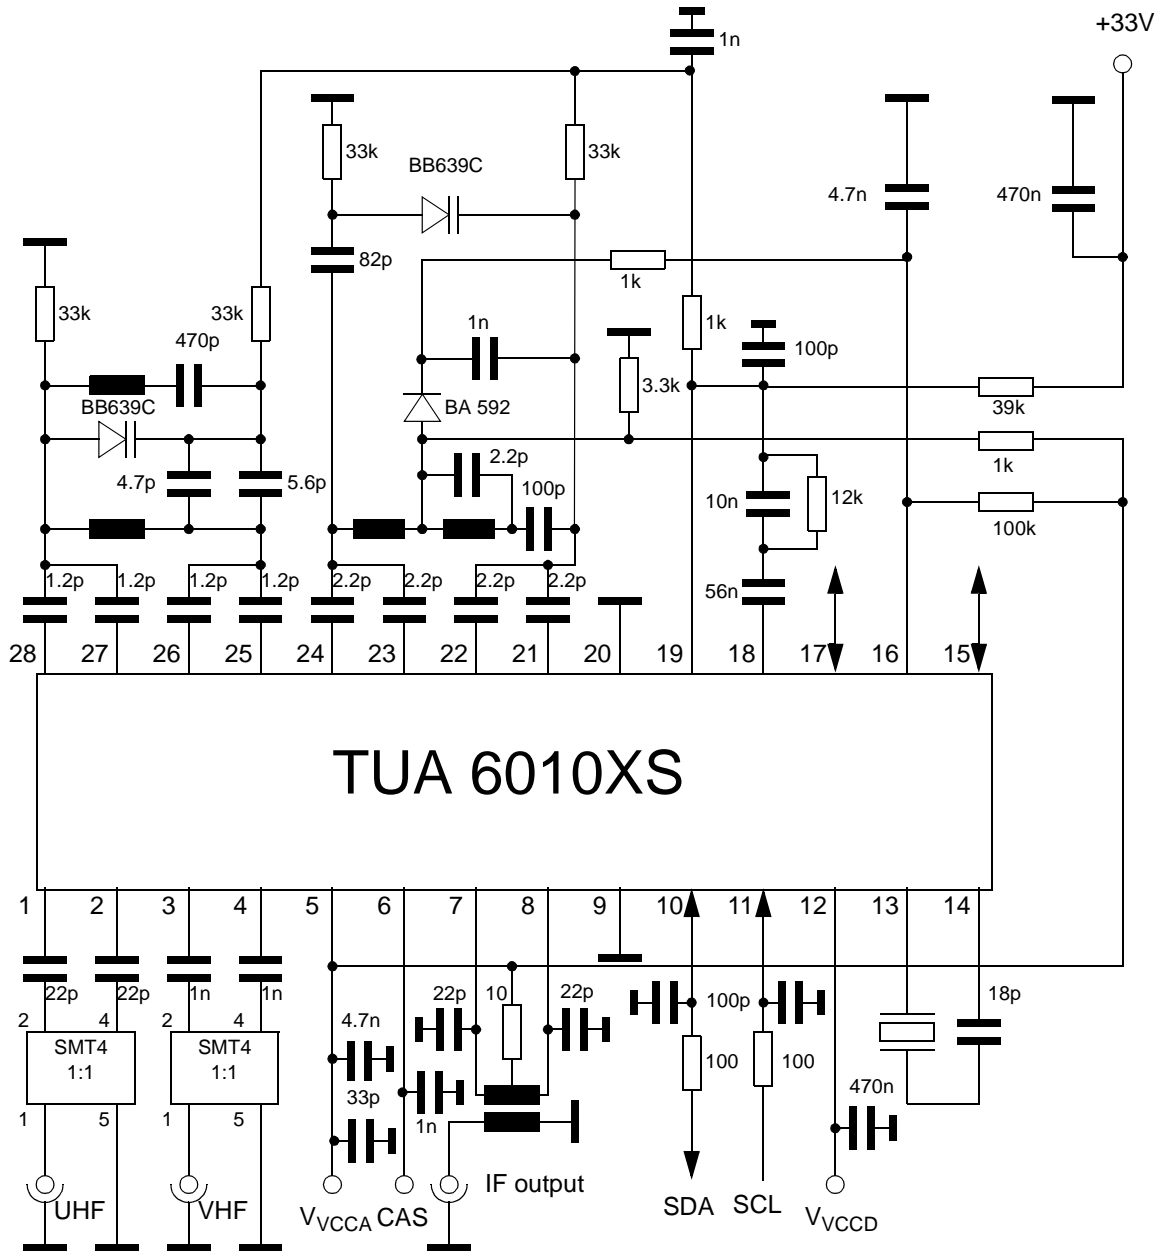 1n
+33V
33k
33k
BB639C
4.7n
470n
82p
1k
33k
33k
1n
1k
100p
470p
3.3k
39k
BB639C
BA 592
2.2p
1k
4.7p
5.6p
100p
10n
12k
100k
1.2p
1.2p
1.2p
1.2p
2.2p
2.2p
2.2p
2.2p
56n
28
27
26
25
24
23
22
21
20
19
18
17
16
15
TUA 6010XS
1
2
3
4
5
6
7
8
9
10
11
12
13
14
22p
22p
1n
1n
22p
10
22p
100p
18p
2
4
2
4
4.7n
SMT4
1:1
SMT4
1:1
100
100
33p
470n
1
5
1
5
1n
UHF
VHF
VVCCA
CAS
IF output
SDA
SCL
VVCCD